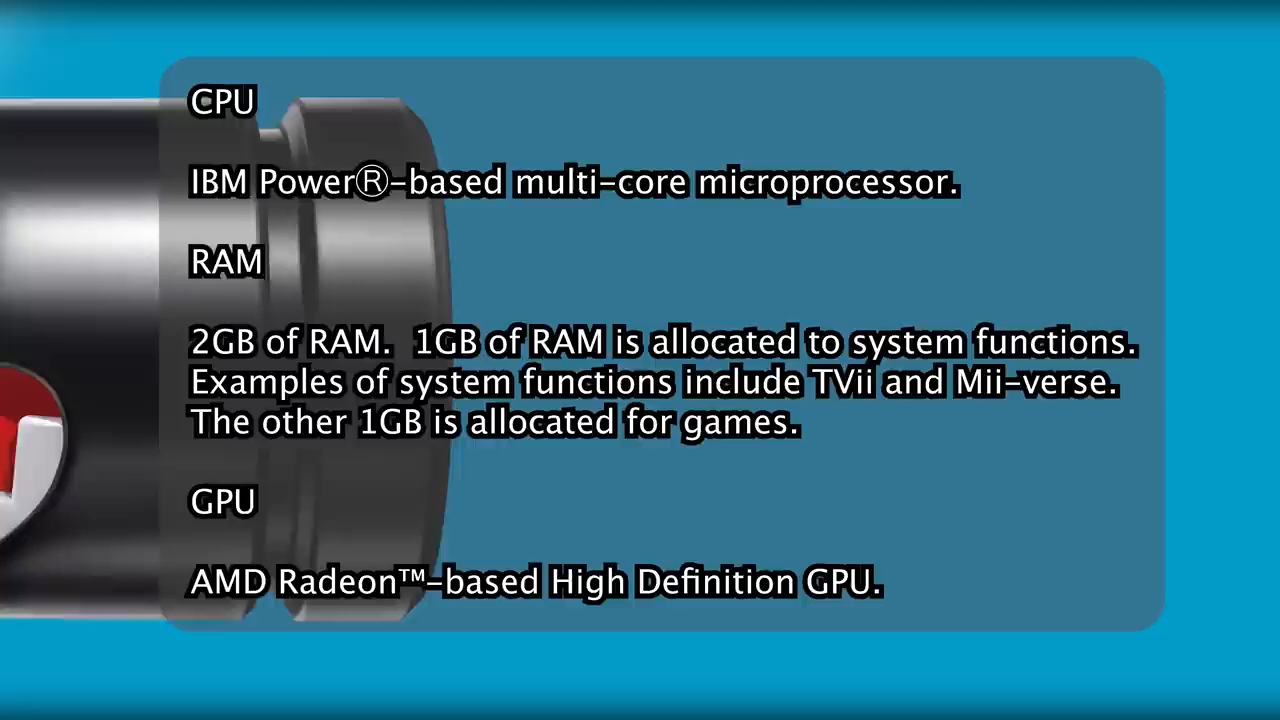 CPU
IBM Power®-based multi-core microprocessor.
RAM
2GB of RAM.  1GB of RAM is allocated to system functions.
Examples of system functions include TVii and Mii-verse.
The other 1GB is allocated for games.
GPU
AMD Radeon™-based High Definition GPU.